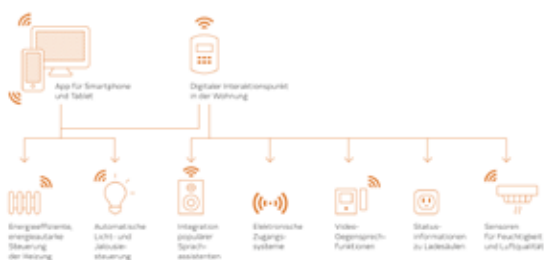 App für Smartphone
und Tablet
Digitaler Interaktionspunkt
in der Wohnung
Energieeffiziente,
energieautarke
Steuerung
der Heizung
Automatische
Licht- und
Jalousie-
steuerung
Integration
populärer
Sprach-
assistenten
Elektronische
Zugangs-
systeme
Video-
Gegensprech-
funktionen
Status-
informationen
zu Ladesäulen
Sensoren
für Feuchtigkeit
und Luftqualität